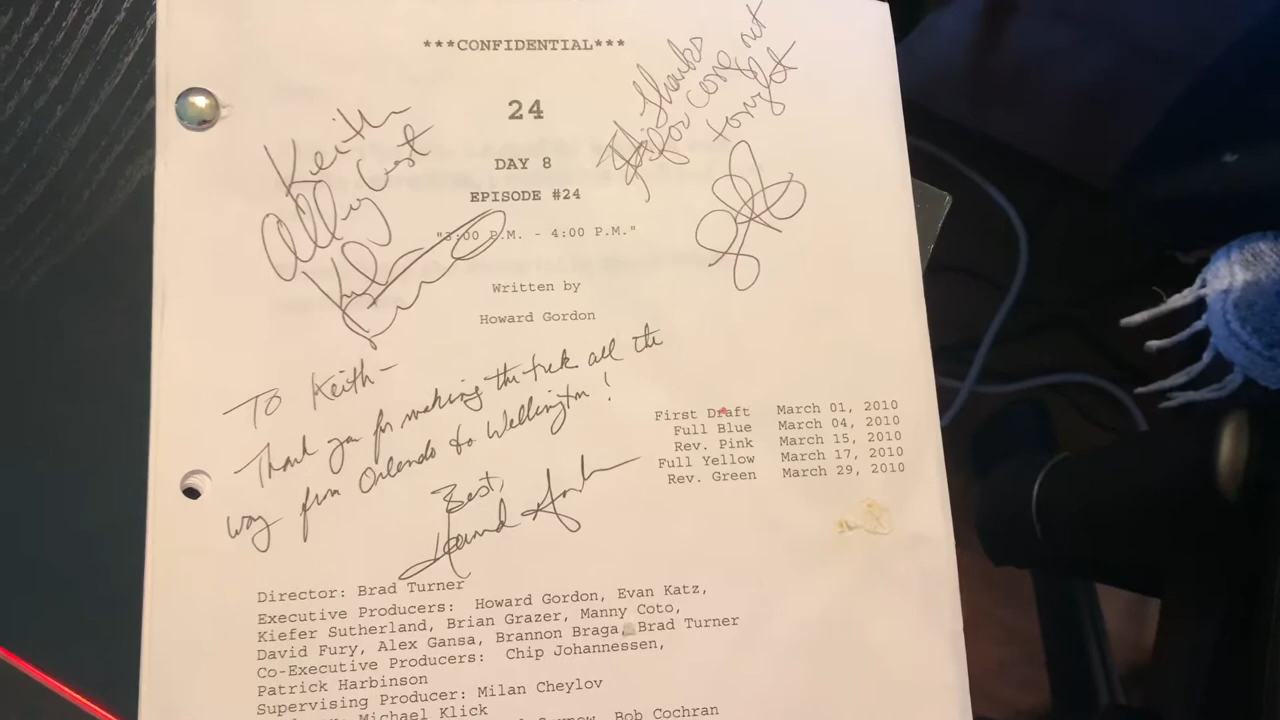 ***CONFIDENTIAL***
24
DAY 8
EPISODE #24
"3:00 P.M. - 4:00 P.M."
Written by
Howard Gordon
Keith
All my best
Thanks
for coming out
tonight
To Keith-
Thank you for making the trek all the
way from Orlando to Wellington!
Best,
Howard Gordon
First Draft March 01, 2010
Full Blue March 04, 2010
Rev. Pink March 15, 2010
Full Yellow March 17, 2010
Rev. Green March 29, 2010
Director: Brad Turner
Executive Producers: Howard Gordon, Evan Katz,
Kiefer Sutherland, Brian Grazer, Manny Coto,
David Fury, Alex Gansa, Brannon Braga, Brad Turner
Co-Executive Producers: Chip Johannessen,
Patrick Harbinson
Supervising Producer: Milan Cheylov
Michael Klick
Bob Cochran